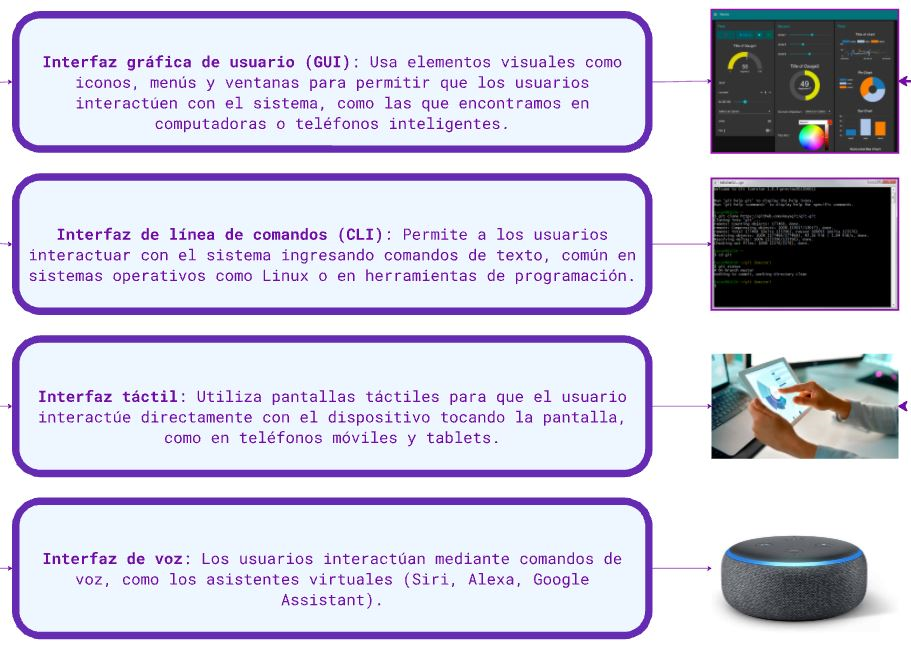 Interfaz gráfica de usuario (GUI): Usa elementos visuales como
iconos, menús y ventanas para permitir que los usuarios
interactúen con el sistema, como las que encontramos en
computadoras o teléfonos inteligentes.
Interfaz de línea de comandos (CLI): Permite a los usuarios
interactuar con el sistema ingresando comandos de texto, común en
sistemas operativos como Linux o en herramientas de programación.
Interfaz táctil: Utiliza pantallas táctiles para que el usuario
interactúe directamente con el dispositivo tocando la pantalla,
como en teléfonos móviles y tablets.
Interfaz de voz: Los usuarios interactúan mediante comandos de
voz, como los asistentes virtuales (Siri, Alexa, Google
Assistant).